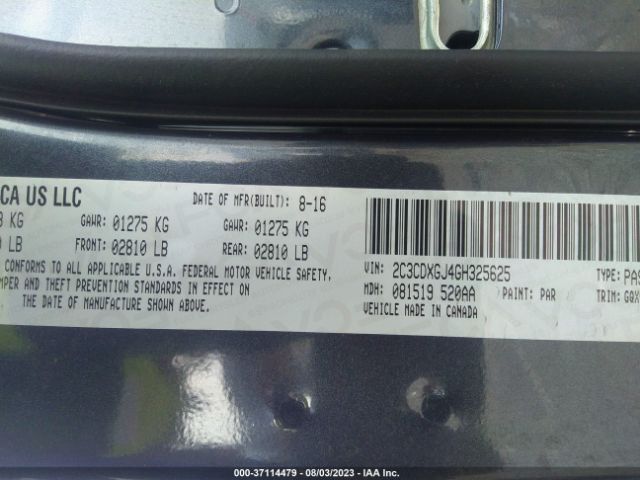 CA US LLC
DATE OF MFR(BUILT): 8-16
KG GAWR: 01275 KG GAWR: 01275 KG
LB FRONT: 02810 LB REAR: 02810 LB
CONFORMS TO ALL APPLICABLE U.S.A. FEDERAL MOTOR VEHICLE SAFETY,
MPER AND THEFT PREVENTION STANDARDS IN EFFECT ON
THE DATE OF MANUFACTURE SHOWN ABOVE.
VIN: 2C3CDXGJ4GH325625 TYPE: PAS
MDH: 081519 520AA PAINT: PAR TRIM: GQX
VEHICLE MADE IN CANADA
000-37114479 - 08/03/2023 - IAA Inc.